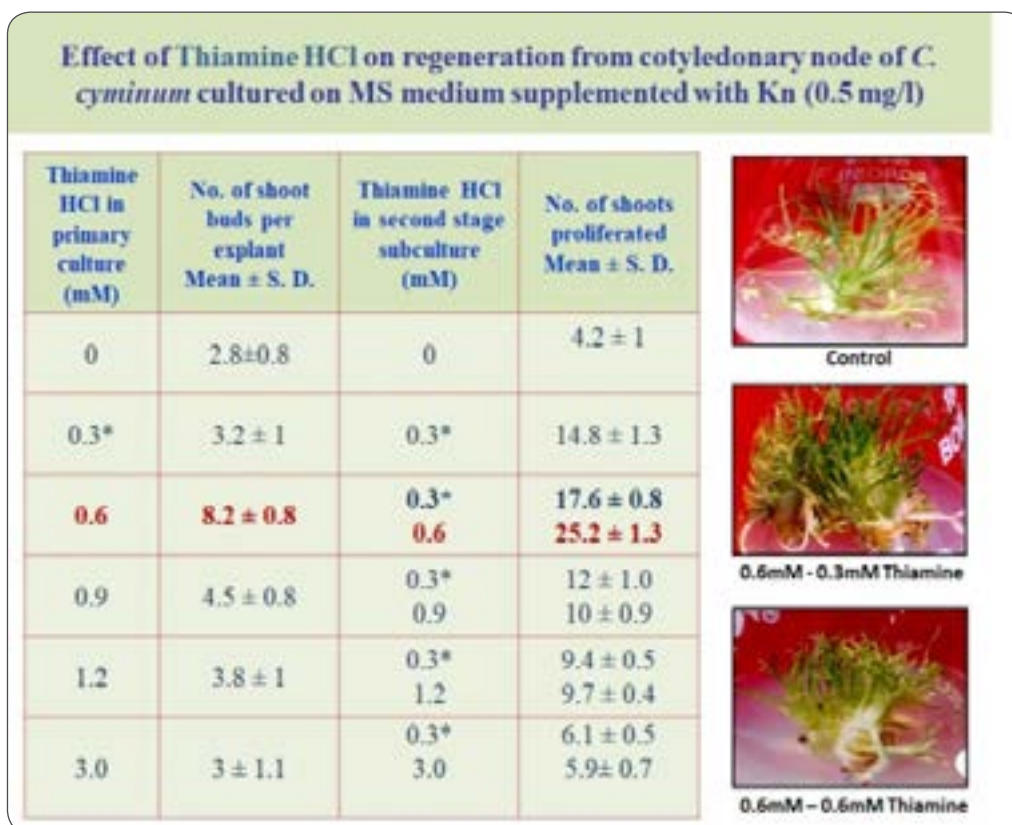 Effect of Thiamine HCl on regeneration from cotyledonary node of C.
cyminum cultured on MS medium supplemented with Kn (0.5 mg/l)
Thiamine
HCl in
primary
culture
(mM)
No. of shoot
buds per
explant
Mean ± S. D.
Thiamine HCl
in second stage
subculture
(mM)
No. of shoots
proliferated
Mean ± S. D.
0 2.8±0.8 0 4.2 ± 1
0.3* 3.2 ± 1 0.3* 14.8 ± 1.3
0.6 8.2 ± 0.8 0.3* 17.6 ± 0.8
0.6 25.2 ± 1.3
0.9 4.5 ± 0.8 0.3* 12 ± 1.0
0.9 10 ± 0.9
1.2 3.8 ± 1 0.3* 9.4 ± 0.5
1.2 9.7 ± 0.4
3.0 3 ± 1.1 0.3* 6.1 ± 0.5
3.0 5.9± 0.7
Control
0.6mM - 0.3mM Thiamine
0.6mM – 0.6mM Thiamine